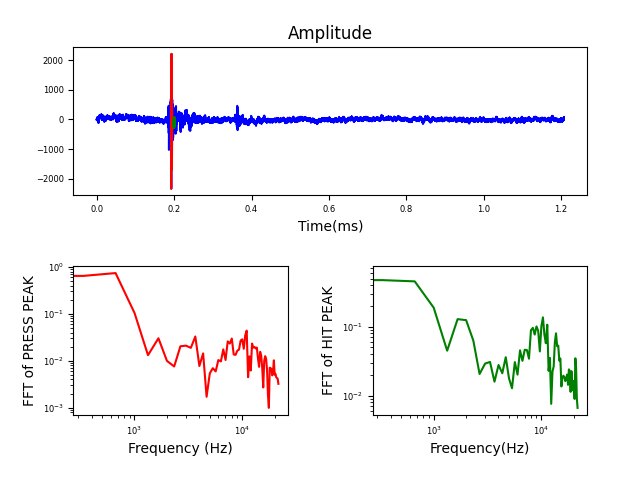 Amplitude
2000
1000
0
−1000
−2000
0.0 0.2 0.4 0.6 0.8 1.0 1.2
Time(ms)
FFT of PRESS PEAK
10⁰
10⁻¹
10⁻²
10⁻³
10³ 10⁴
Frequency (Hz)
FFT of HIT PEAK
10⁻¹
10⁻²
10³ 10⁴
Frequency(Hz)